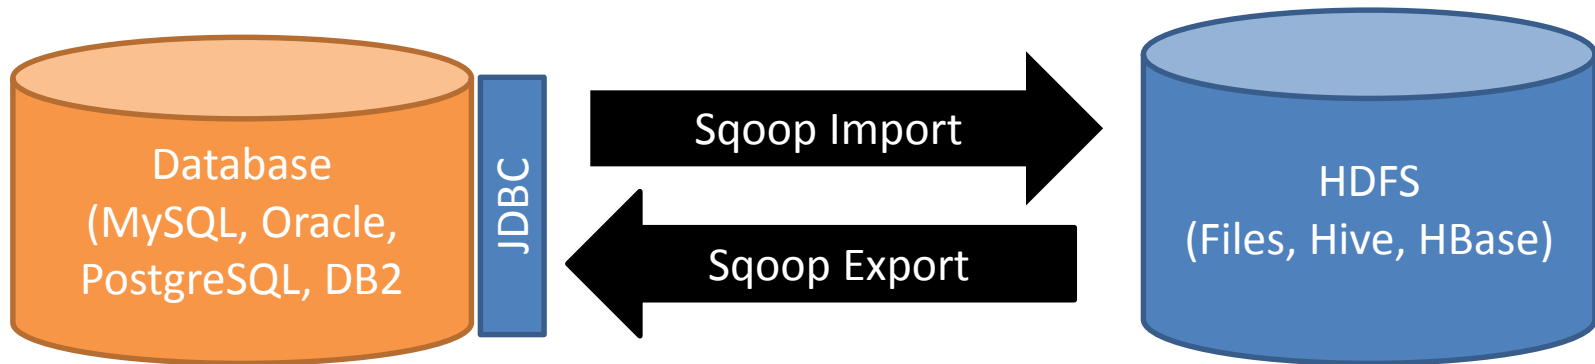 Database
(MySQL, Oracle,
PostgreSQL, DB2
JDBC
Sqoop Import
Sqoop Export
HDFS
(Files, Hive, HBase)